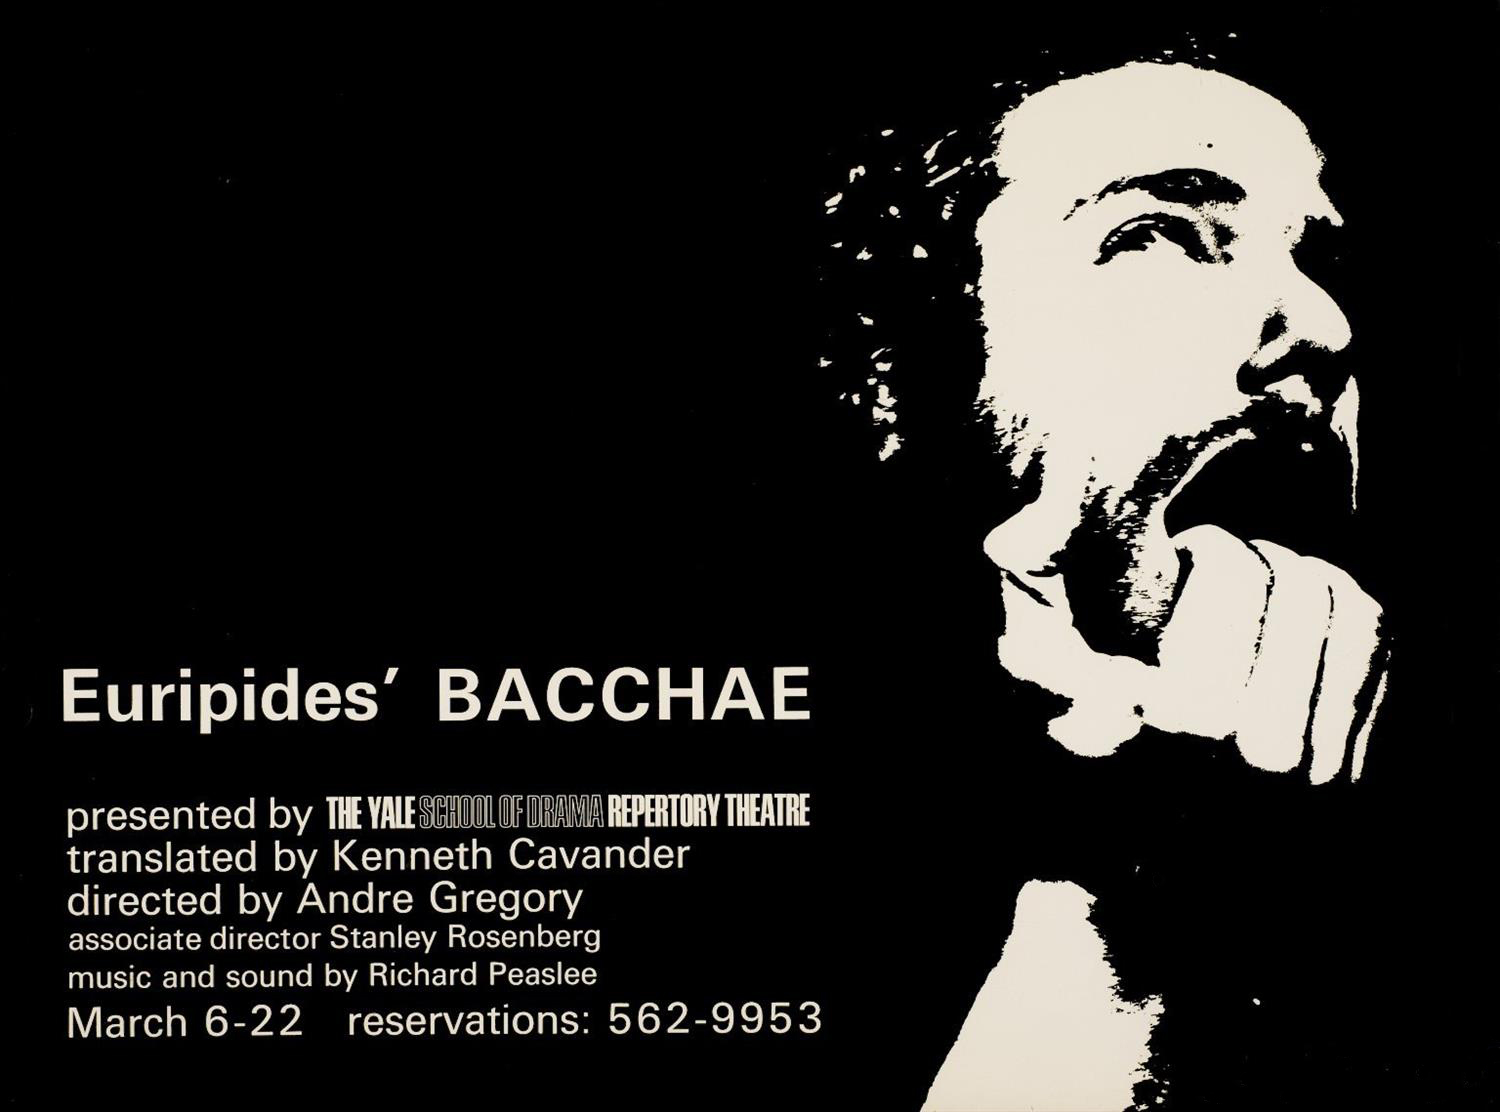 Euripides’ BACCHAE
presented by THE YALE SCHOOL OF DRAMA REPERTORY THEATRE
translated by Kenneth Cavander
directed by Andre Gregory
associate director Stanley Rosenberg
music and sound by Richard Peaslee
March 6-22 reservations: 562-9953